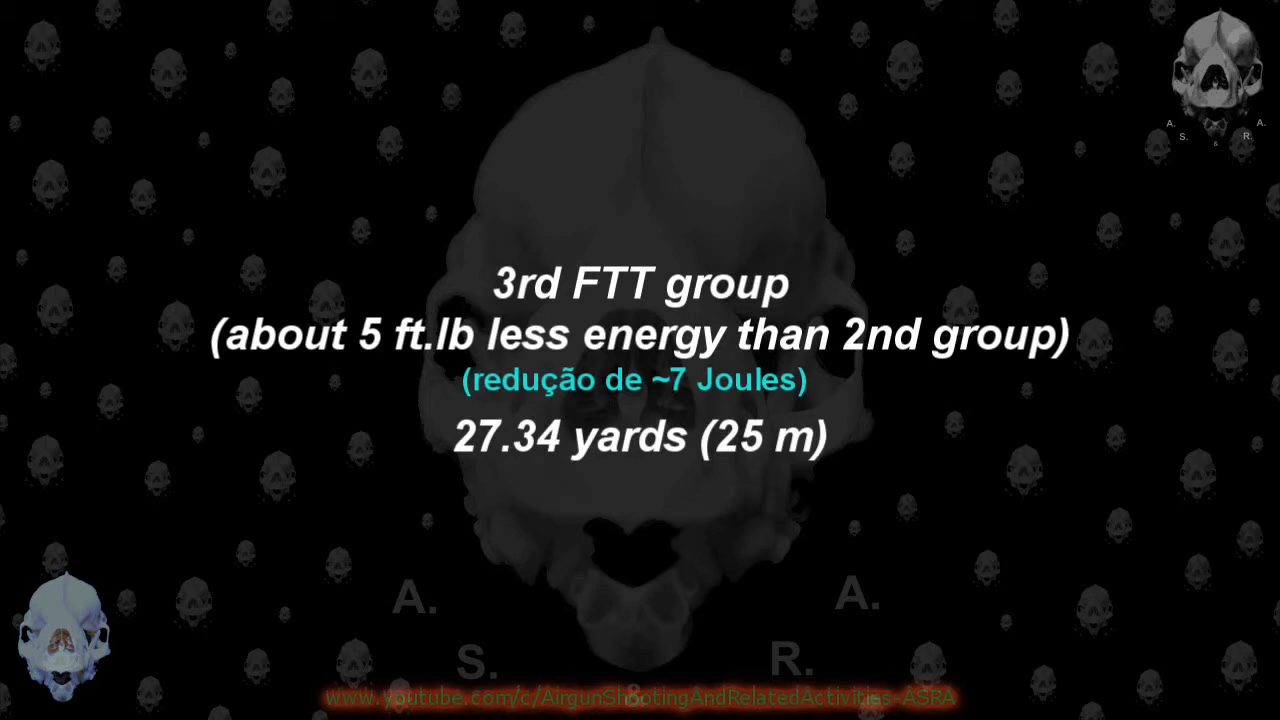 A. A.
S. R.
&
3rd FTT group
(about 5 ft.lb less energy than 2nd group)
(redução de ~7 Joules)
27.34 yards (25 m)
A. A.
S. R.
&
www.youtube.com/c/AirgunShootingAndRelatedActivities-ASRA